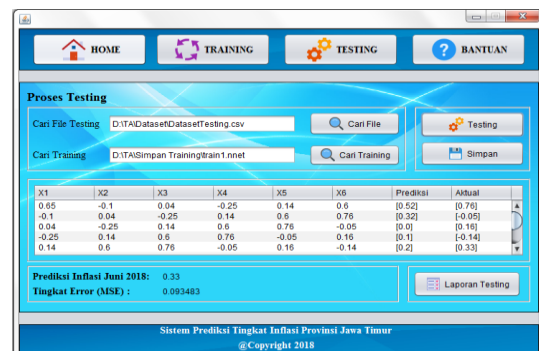 HOME TRAINING TESTING ? BANTUAN
Proses Testing
Cari File Testing D:\TA\Dataset\DatasetTesting.csv Cari File Testing
Cari Training D:\TA\Simpan Training\train1.nnet Cari Training Simpan
X1 X2 X3 X4 X5 X6 Prediksi Aktual
0.65 -0.1 0.04 -0.25 0.14 0.6 [0.52] [0.76]
-0.1 0.04 -0.25 0.14 0.6 0.76 [0.32] [-0.05]
0.04 -0.25 0.14 0.6 0.76 -0.05 [0.0] [0.16]
-0.25 0.14 0.6 0.76 -0.05 0.16 [0.1] [-0.14]
0.14 0.6 0.76 -0.05 0.16 -0.14 [0.2] [0.33]
Prediksi Inflasi Juni 2018: 0.33
Tingkat Error (MSE) : 0.093483
Laporan Testing
Sistem Prediksi Tingkat Inflasi Provinsi Jawa Timur
@Copyright 2018